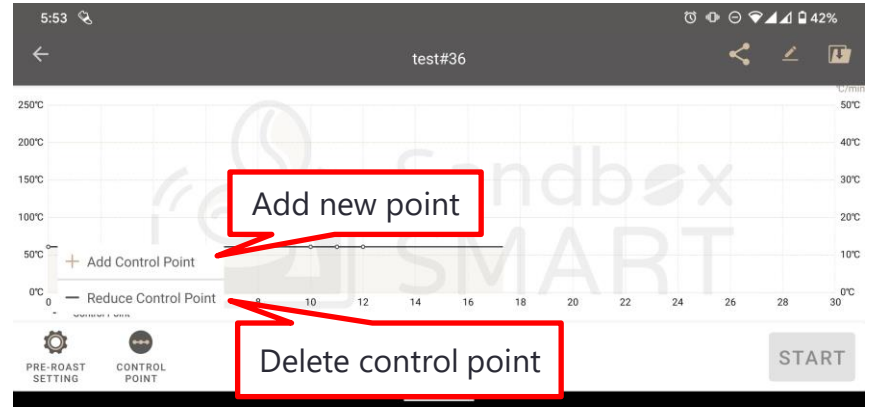 5:53
42%
test#36
°C/min
250°C
50°C
200°C
40°C
150°C
30°C
100°C
20°C
50°C
10°C
0°C
0°C
Sandbox
SMART
Add new point
+ Add Control Point
— Reduce Control Point
0
8
10
12
14
16
18
20
22
24
26
28
30
Control Point
Delete control point
PRE-ROAST
SETTING
CONTROL
POINT
START